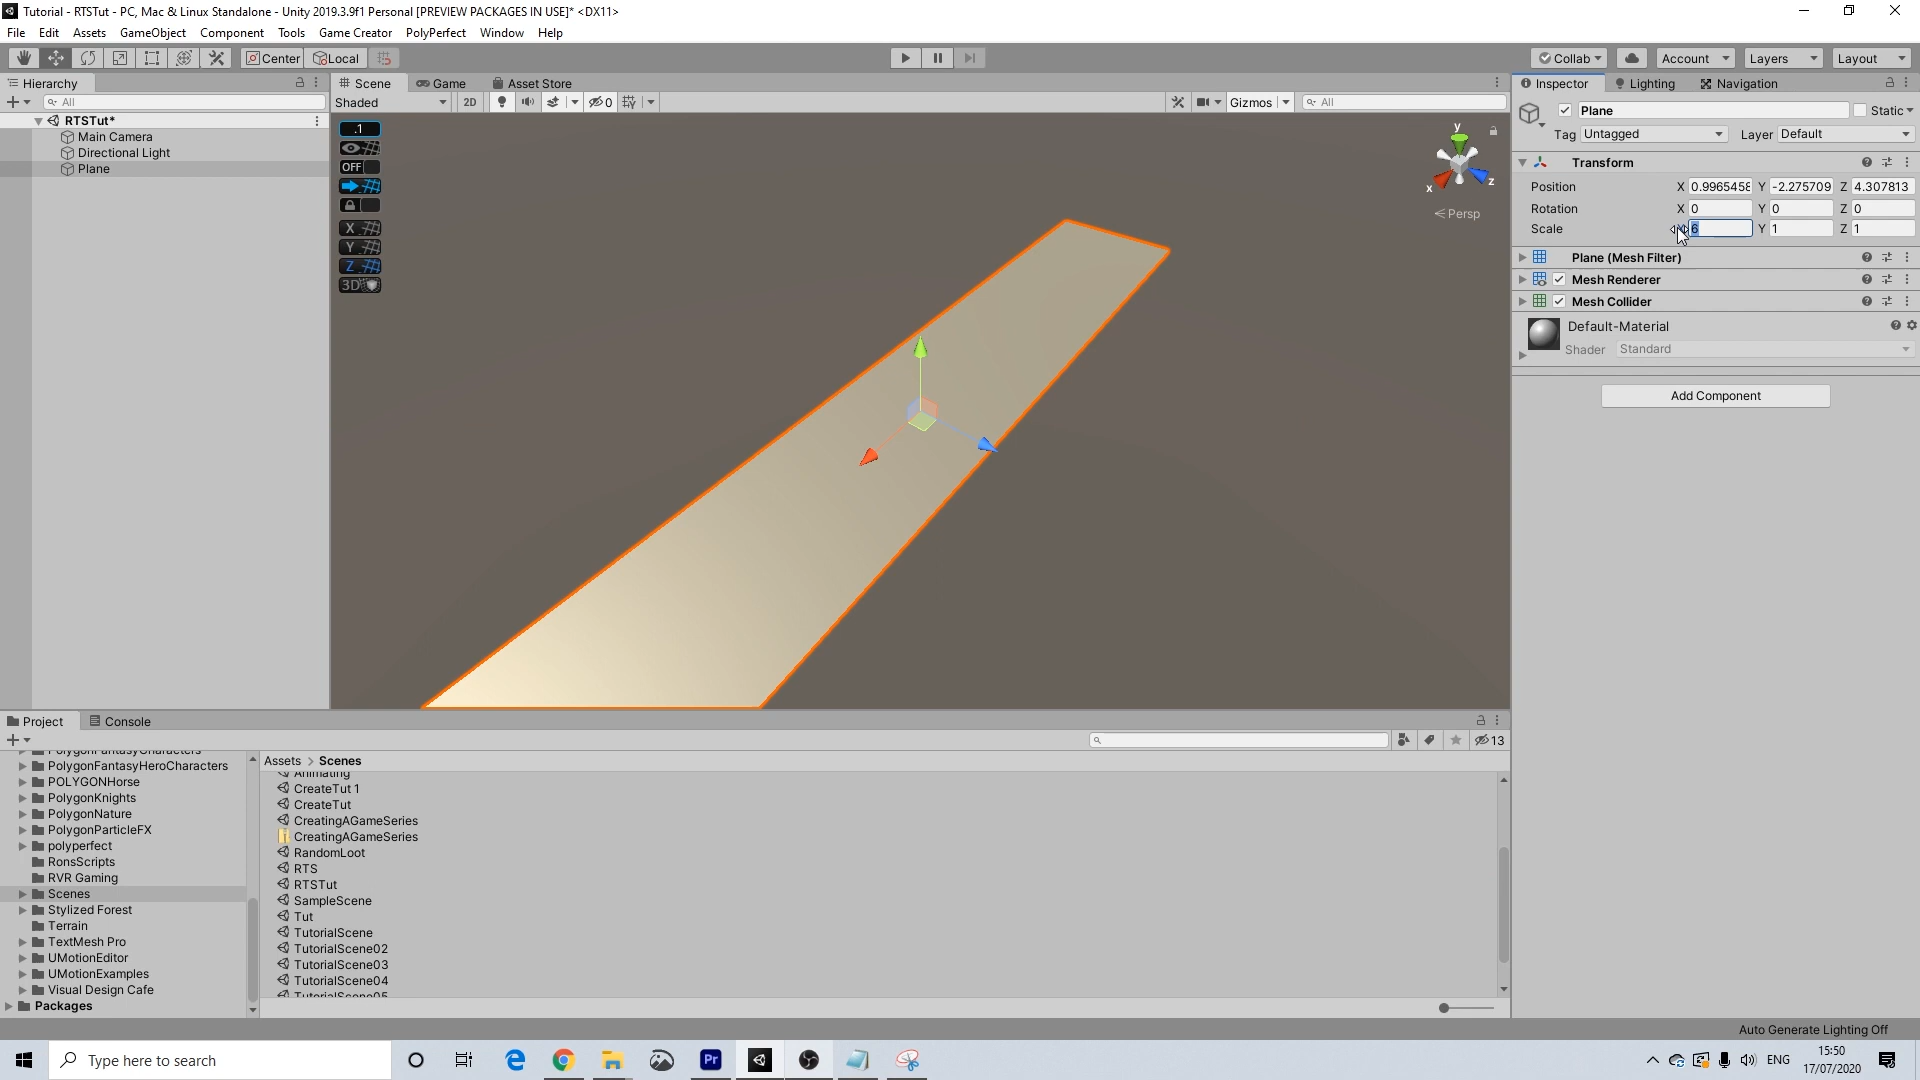 Tutorial - RTSTut - PC, Mac & Linux Standalone - Unity 2019.3.9f1 Personal [PREVIEW PACKAGES IN USE]* <DX11>
File Edit Assets GameObject Component Tools Game Creator PolyPerfect Window Help
Center Local Collab Account Layers Layout
Hierarchy Scene Game Asset Store Inspector Lighting Navigation
All Shaded 2D 0 Gizmos All
RTSTut*
Main Camera
Directional Light
Plane
.1
OFF
X
Y
Z
3D
y
x z
Persp
Plane Static
Tag Untagged Layer Default
Transform
Position X 0.9965458 Y -2.275709 Z 4.307813
Rotation X 0 Y 0 Z 0
Scale 6 Y 1 Z 1
Plane (Mesh Filter)
Mesh Renderer
Mesh Collider
Default-Material
Shader Standard
Add Component
Project Console
13
PolygonFantasyCharacters
PolygonFantasyHeroCharacters
POLYGONHorse
PolygonKnights
PolygonNature
PolygonParticleFX
polyperfect
RonsScripts
RVR Gaming
Scenes
Stylized Forest
Terrain
TextMesh Pro
UMotionEditor
UMotionExamples
Visual Design Cafe
Packages
Assets > Scenes
Animating
CreateTut 1
CreateTut
CreatingAGameSeries
CreatingAGameSeries
RandomLoot
RTS
RTSTut
SampleScene
Tut
TutorialScene
TutorialScene02
TutorialScene03
TutorialScene04
TutorialScene05
Auto Generate Lighting Off
Type here to search
Pr
ENG
15:50
17/07/2020